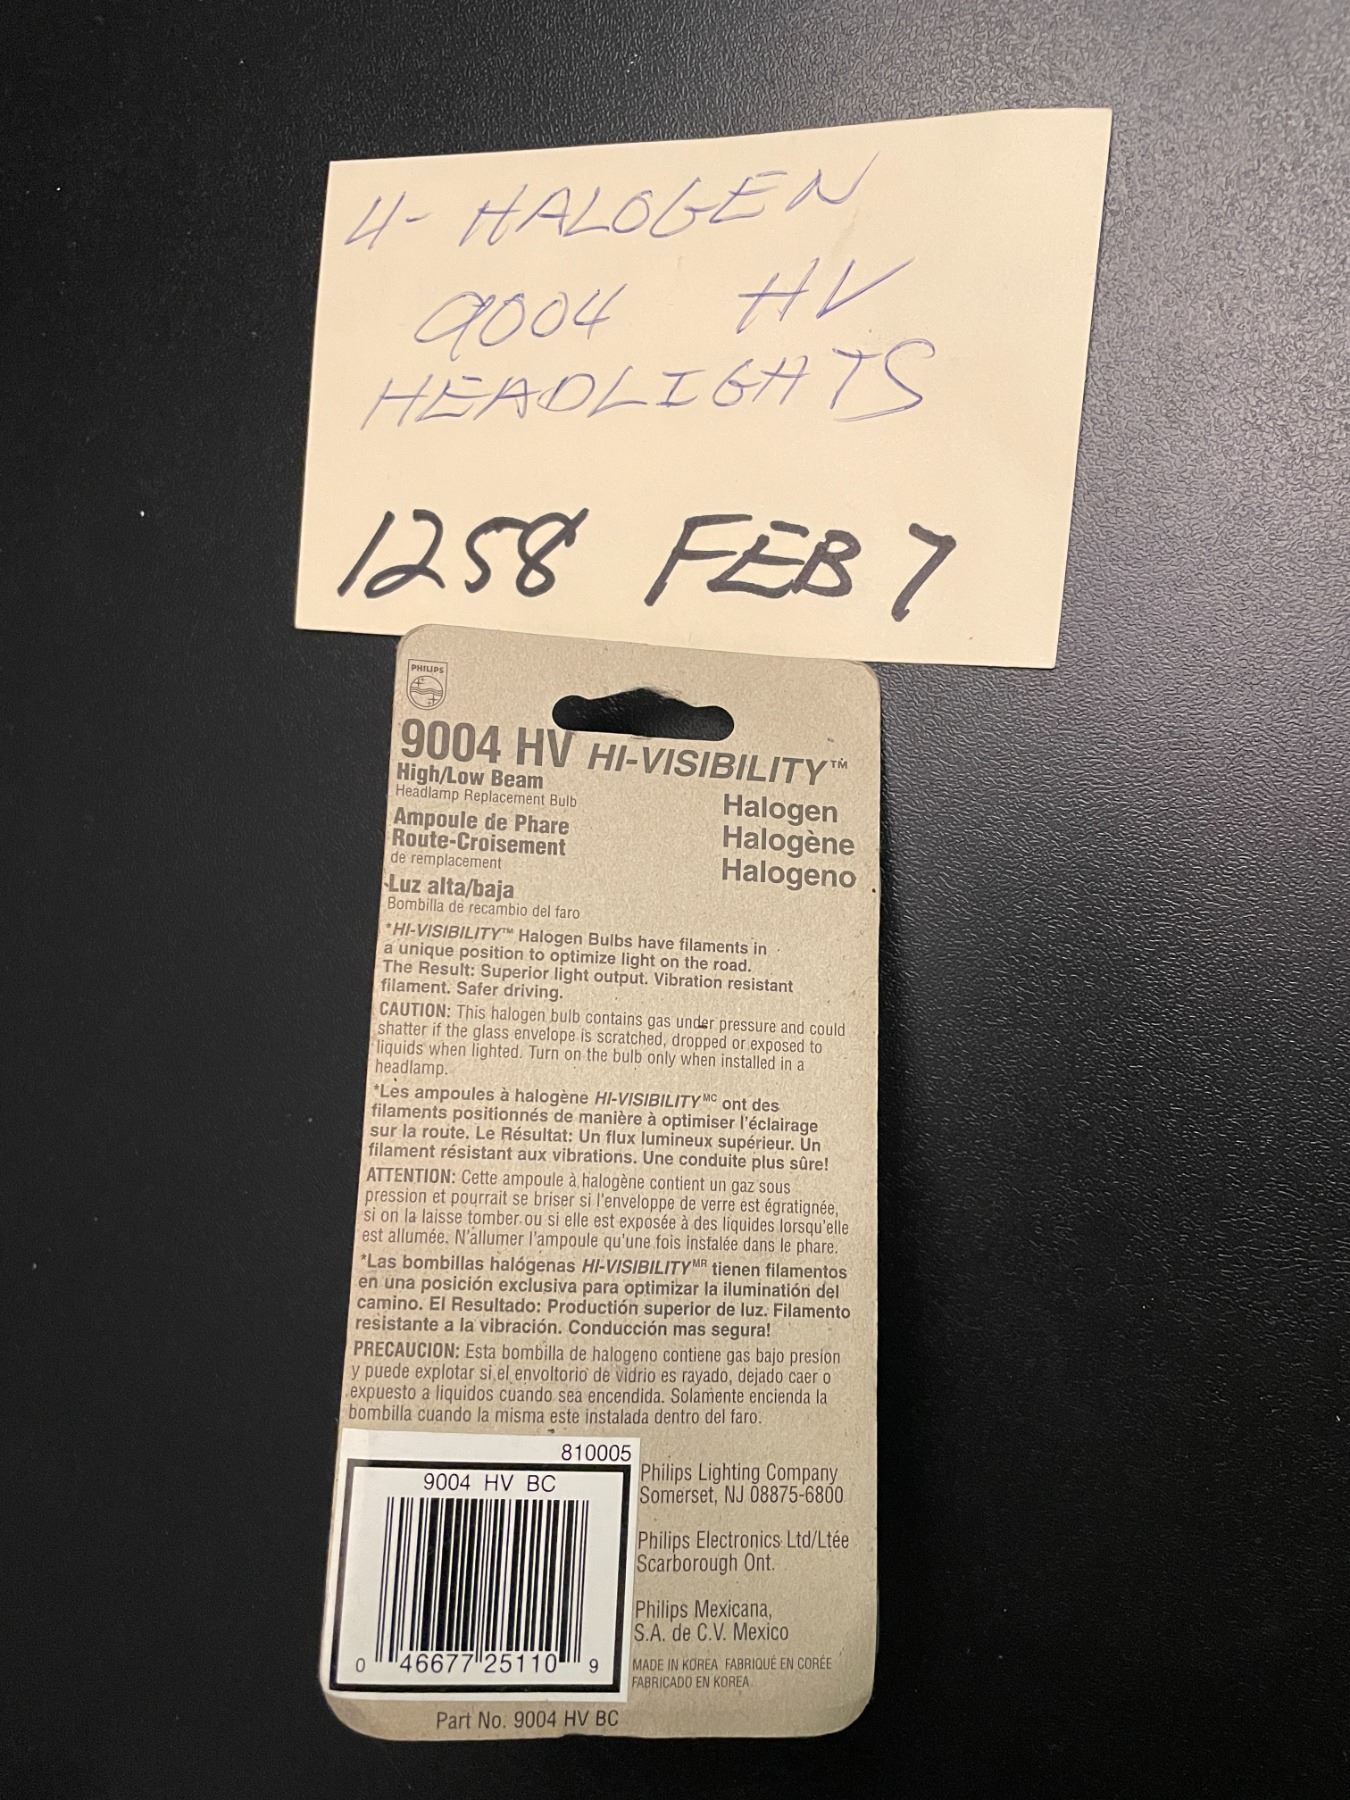 4- HALOGEN
9004 HV
HEADLIGHTS
1258 FEB 7
PHILIPS
9004 HV HI-VISIBILITY™
High/Low Beam
Headlamp Replacement Bulb
Ampoule de Phare
Route-Croisement
de remplacement
Luz alta/baja
Bombilla de recambio del faro
Halogen
Halogène
Halogeno
*HI-VISIBILITY™ Halogen Bulbs have filaments in
a unique position to optimize light on the road.
The Result: Superior light output. Vibration resistant
filament. Safer driving.
CAUTION: This halogen bulb contains gas under pressure and could
shatter if the glass envelope is scratched, dropped or exposed to
liquids when lighted. Turn on the bulb only when installed in a
headlamp.
*Les ampoules à halogène HI-VISIBILITY MC ont des
filaments positionnés de manière à optimiser l'éclairage
sur la route. Le Résultat: Un flux lumineux supérieur. Un
filament résistant aux vibrations. Une conduite plus sûre!
ATTENTION: Cette ampoule à halogène contient un gaz sous
pression et pourrait se briser si l'enveloppe de verre est égratignée,
si on la laisse tomber ou si elle est exposée à des liquides lorsqu'elle
est allumée. N'allumer l'ampoule qu'une fois instalée dans le phare.
*Las bombillas halógenas HI-VISIBILITY MR tienen filamentos
en una posición exclusiva para optimizar la iluminatión del
camino. El Resultado: Productión superior de luz. Filamento
resistante a la vibración. Conducción mas segura!
PRECAUCION: Esta bombilla de halogeno contiene gas bajo presion
y puede explotar si el envoltorio de vidrio es rayado, dejado caer o
expuesto a liquidos cuando sea encendida. Solamente encienda la
bombilla cuando la misma este instalada dentro del faro.
810005
9004 HV BC
0 46677 25110 9
Philips Lighting Company
Somerset, NJ 08875-6800
Philips Electronics Ltd/Ltée
Scarborough Ont.
Philips Mexicana,
S.A. de C.V. Mexico
MADE IN KOREA FABRIQUÉ EN CORÉE
FABRICADO EN KOREA
Part No. 9004 HV BC